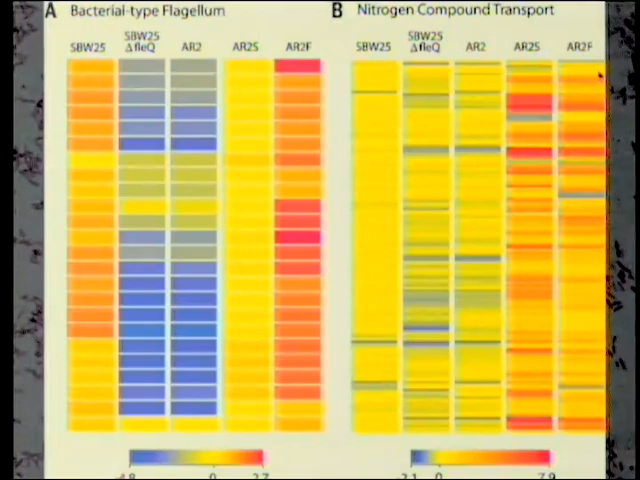 A Bacterial-type Flagellum
SBW25 SBW25 ΔfleQ AR2 AR2S AR2F
B Nitrogen Compound Transport
SBW25 SBW25 ΔfleQ AR2 AR2S AR2F
-4.8 0 2.7
-2.1 0 7.9